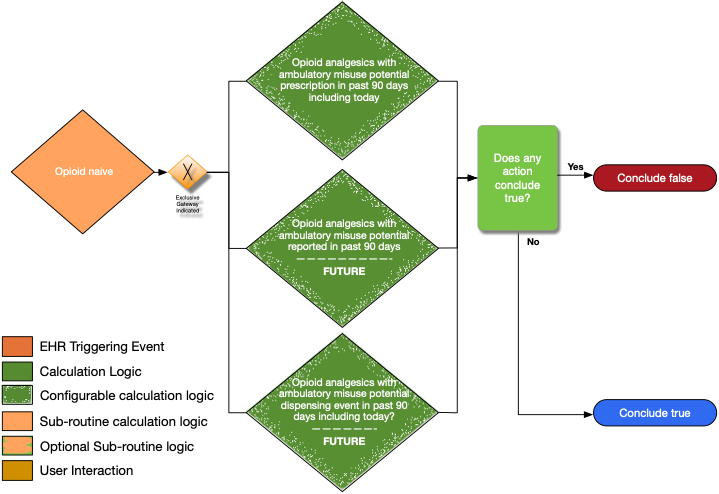 Opioid analgesics with
ambulatory misuse potential
prescription in past 90 days
including today
Opioid naive
X
Exclusive
Gateway
Indicated
Does any
action
conclude
true?
Yes
Conclude false
No
Opioid analgesics with
ambulatory misuse potential
reported in past 90 days
FUTURE
Opioid analgesics with
ambulatory misuse potential
dispensing event in past 90
days including today?
FUTURE
Conclude true
EHR Triggering Event
Calculation Logic
Configurable calculation logic
Sub-routine calculation logic
Optional Sub-routine logic
User Interaction